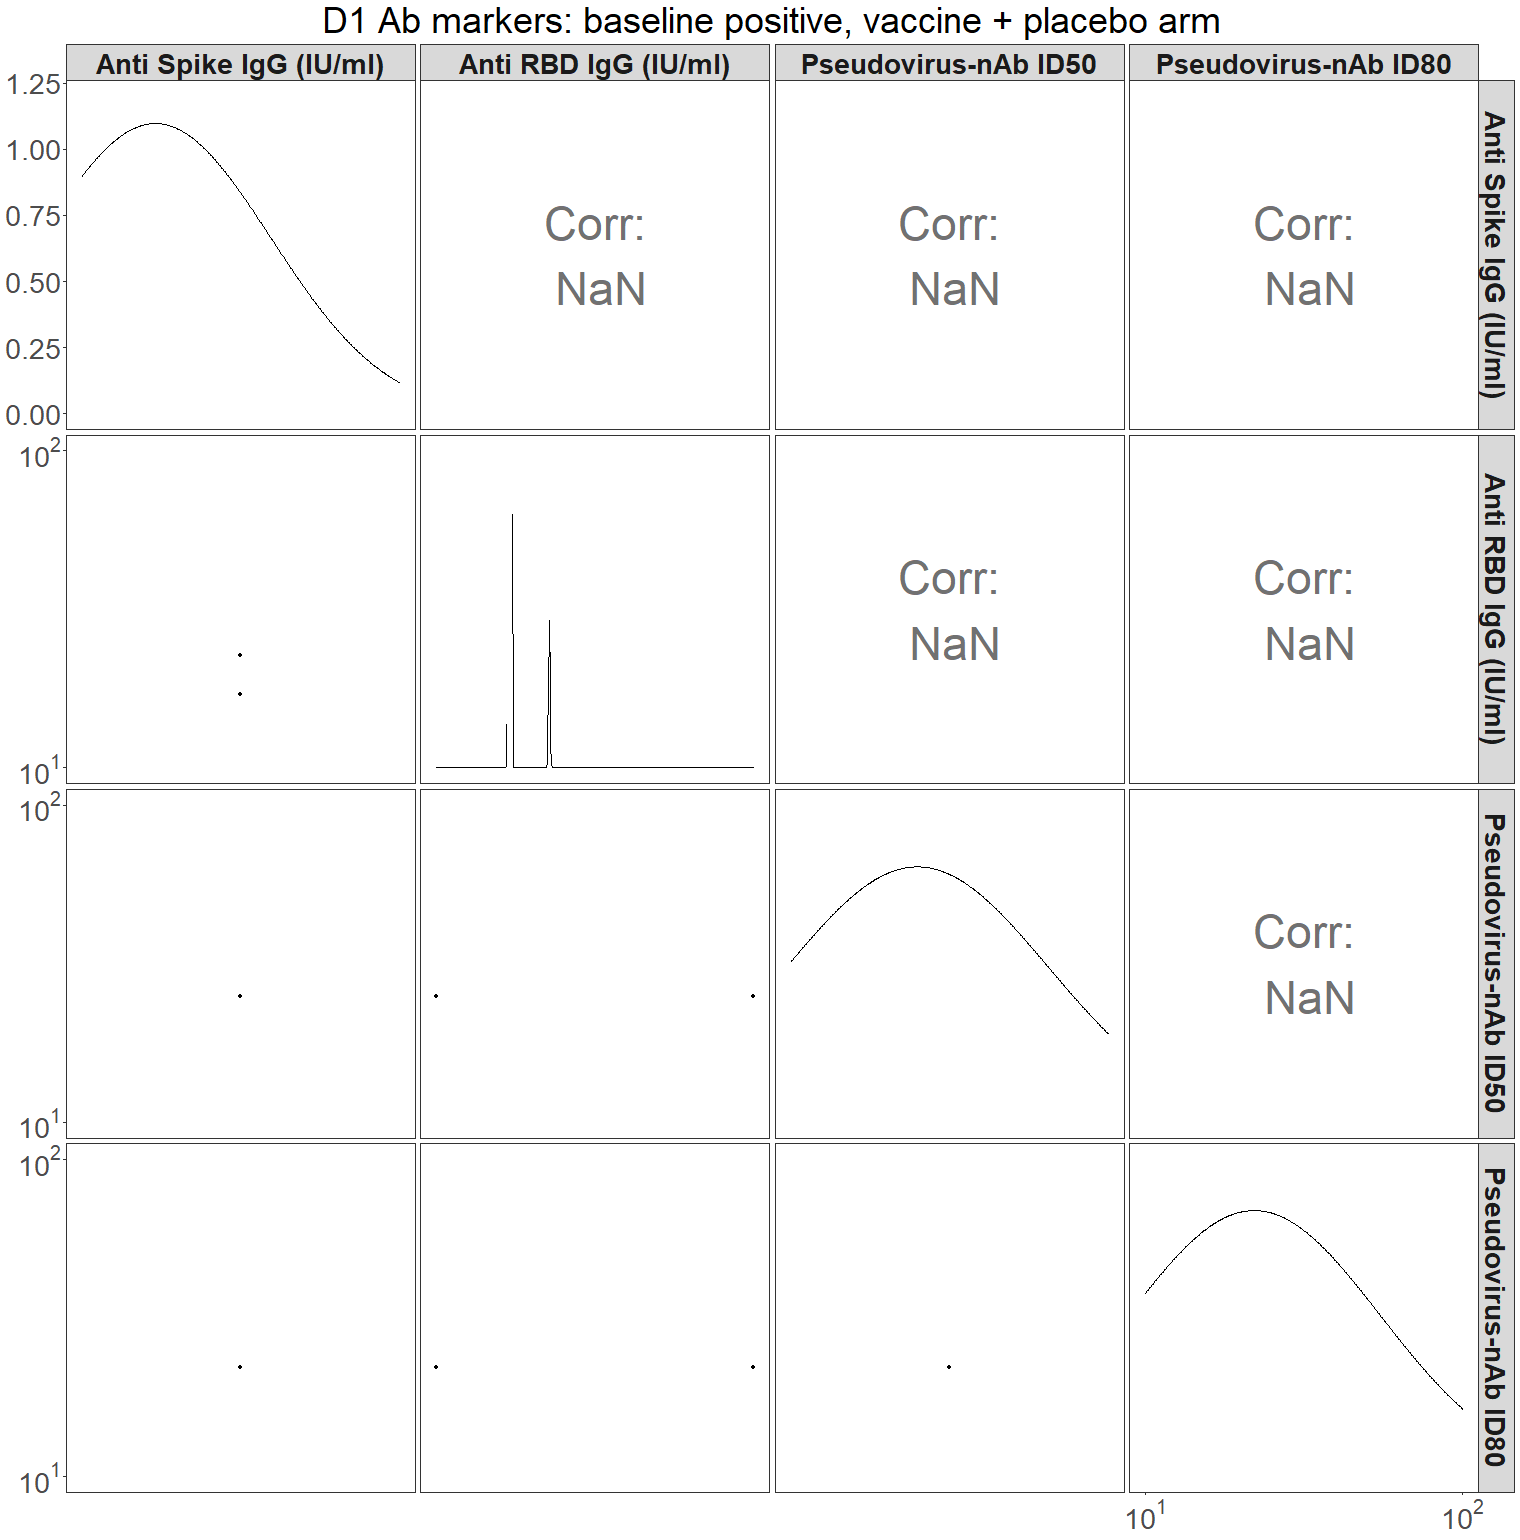 D1 Ab markers: baseline positive, vaccine + placebo arm
Anti Spike IgG (IU/ml)
Anti RBD IgG (IU/ml)
Pseudovirus-nAb ID50
Pseudovirus-nAb ID80
1.25
1.00
0.75
0.50
0.25
0.00
Corr:
NaN
Corr:
NaN
Corr:
NaN
Anti Spike IgG (IU/ml)
10²
10¹
Corr:
NaN
Corr:
NaN
Anti RBD IgG (IU/ml)
10²
10¹
Corr:
NaN
Pseudovirus-nAb ID50
10²
10¹
Pseudovirus-nAb ID80
10¹
10²